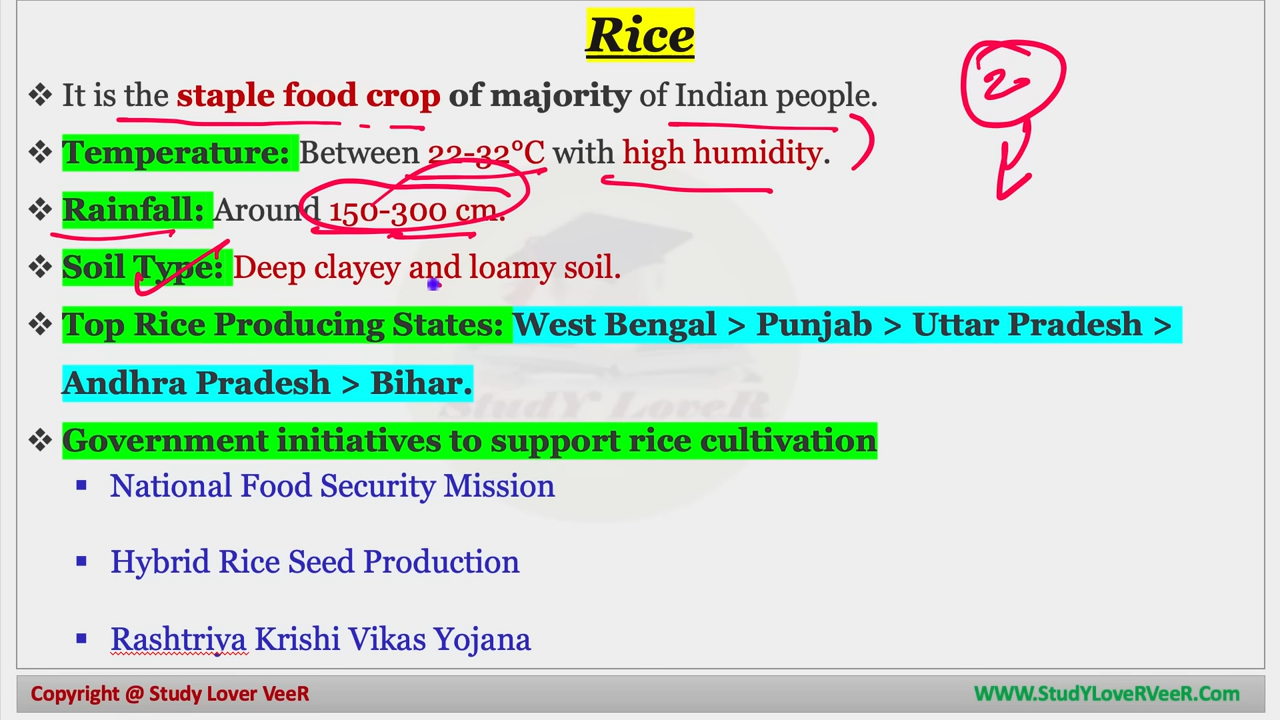 Rice
❖ It is the staple food crop of majority of Indian people.
❖ Temperature: Between 22-32°C with high humidity.
❖ Rainfall: Around 150-300 cm.
❖ Soil Type: Deep clayey and loamy soil.
❖ Top Rice Producing States: West Bengal > Punjab > Uttar Pradesh >
Andhra Pradesh > Bihar.
❖ Government initiatives to support rice cultivation
▪ National Food Security Mission
▪ Hybrid Rice Seed Production
▪ Rashtriya Krishi Vikas Yojana
StudY LoveR
Copyright @ Study Lover VeeR
WWW.StudYLoveRVeeR.Com